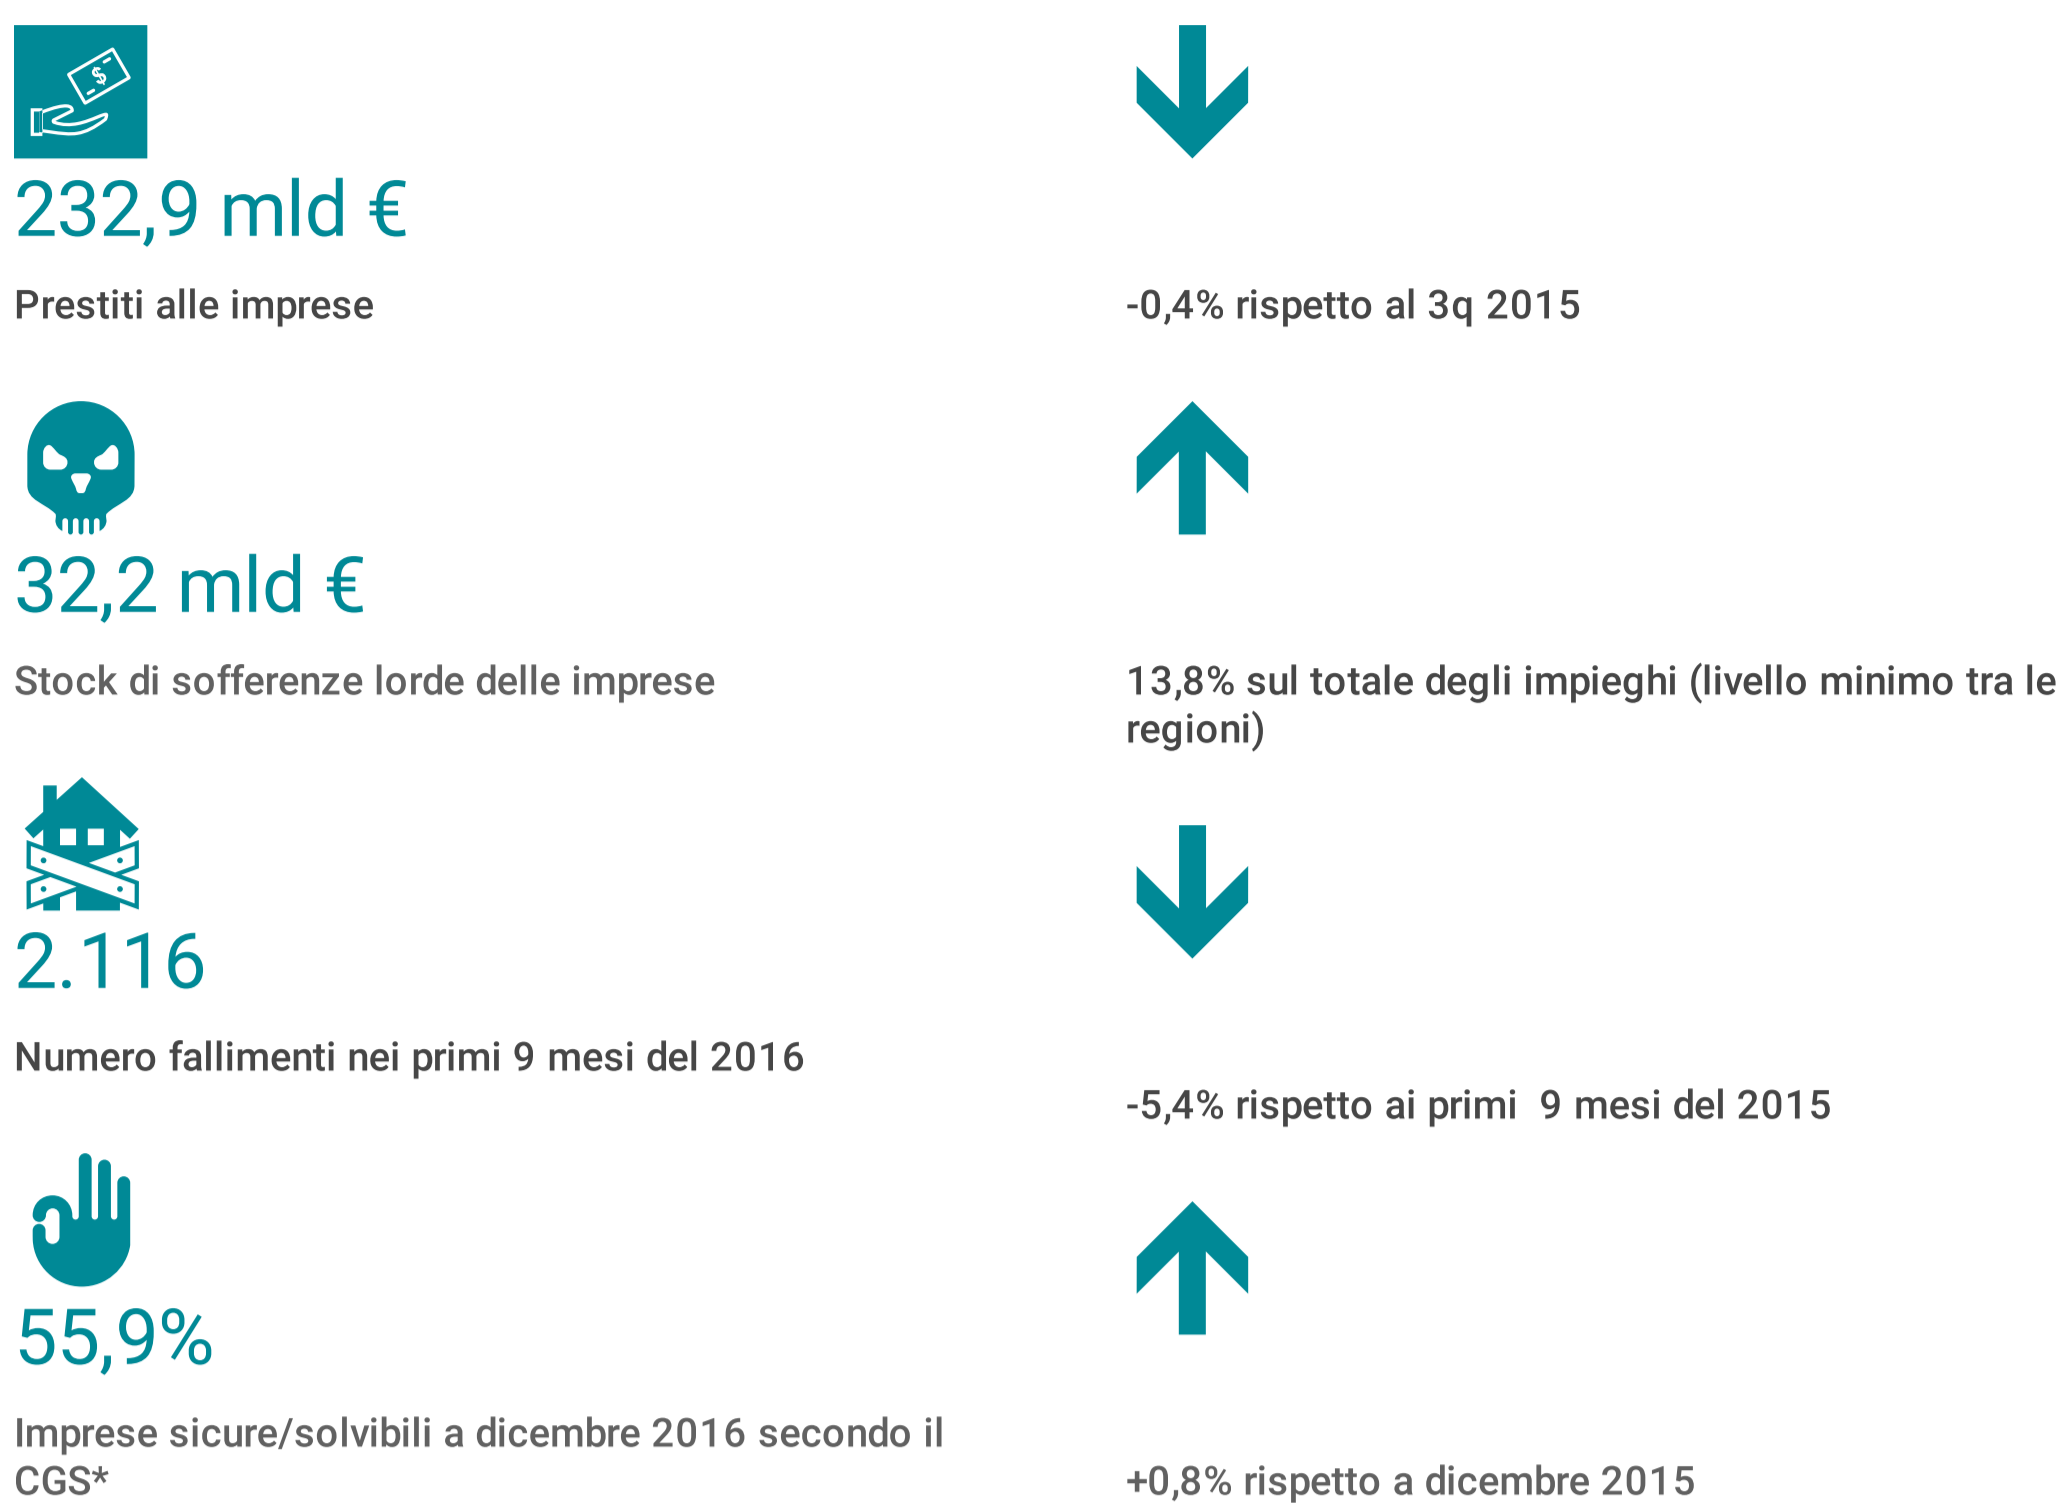 232,9 mld €
Prestiti alle imprese
-0,4% rispetto al 3q 2015
32,2 mld €
Stock di sofferenze lorde delle imprese
13,8% sul totale degli impieghi (livello minimo tra le
regioni)
2.116
Numero fallimenti nei primi 9 mesi del 2016
-5,4% rispetto ai primi  9 mesi del 2015
55,9%
Imprese sicure/solvibili a dicembre 2016 secondo il
CGS*
+0,8% rispetto a dicembre 2015